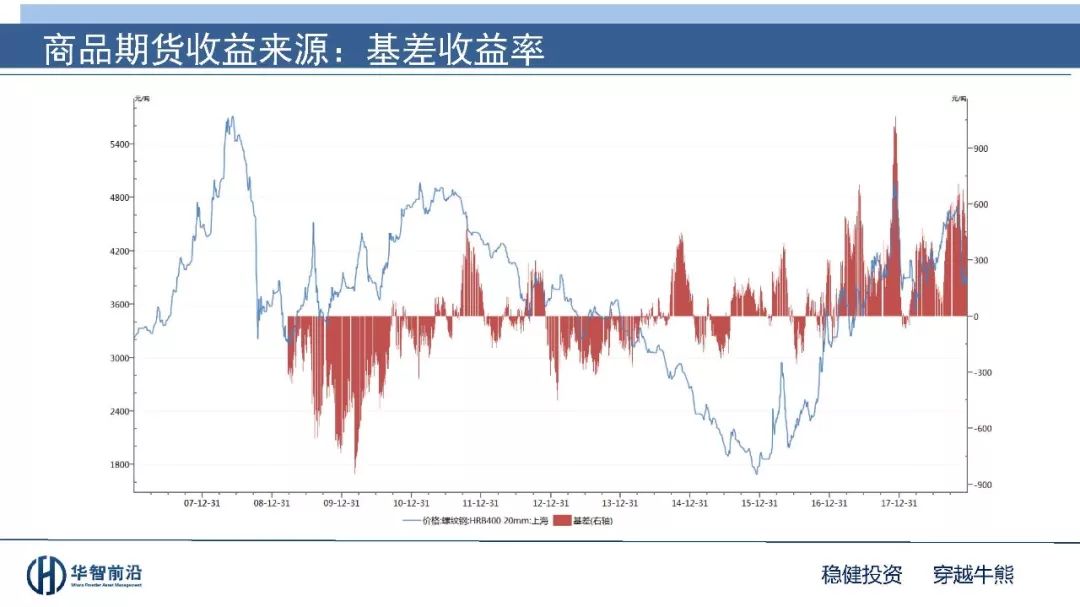 商品期货收益来源：基差收益率
元/吨 元/吨
5400 900
4800 600
4200 300
3600 0
3000 -300
2400 -600
1800 -900
07-12-31 08-12-31 09-12-31 10-12-31 11-12-31 12-12-31 13-12-31 14-12-31 15-12-31 16-12-31 17-12-31
价格:螺纹钢:HRB400 20mm:上海 基差(右轴)
华智前沿
Asset Management
稳健投资 穿越牛熊